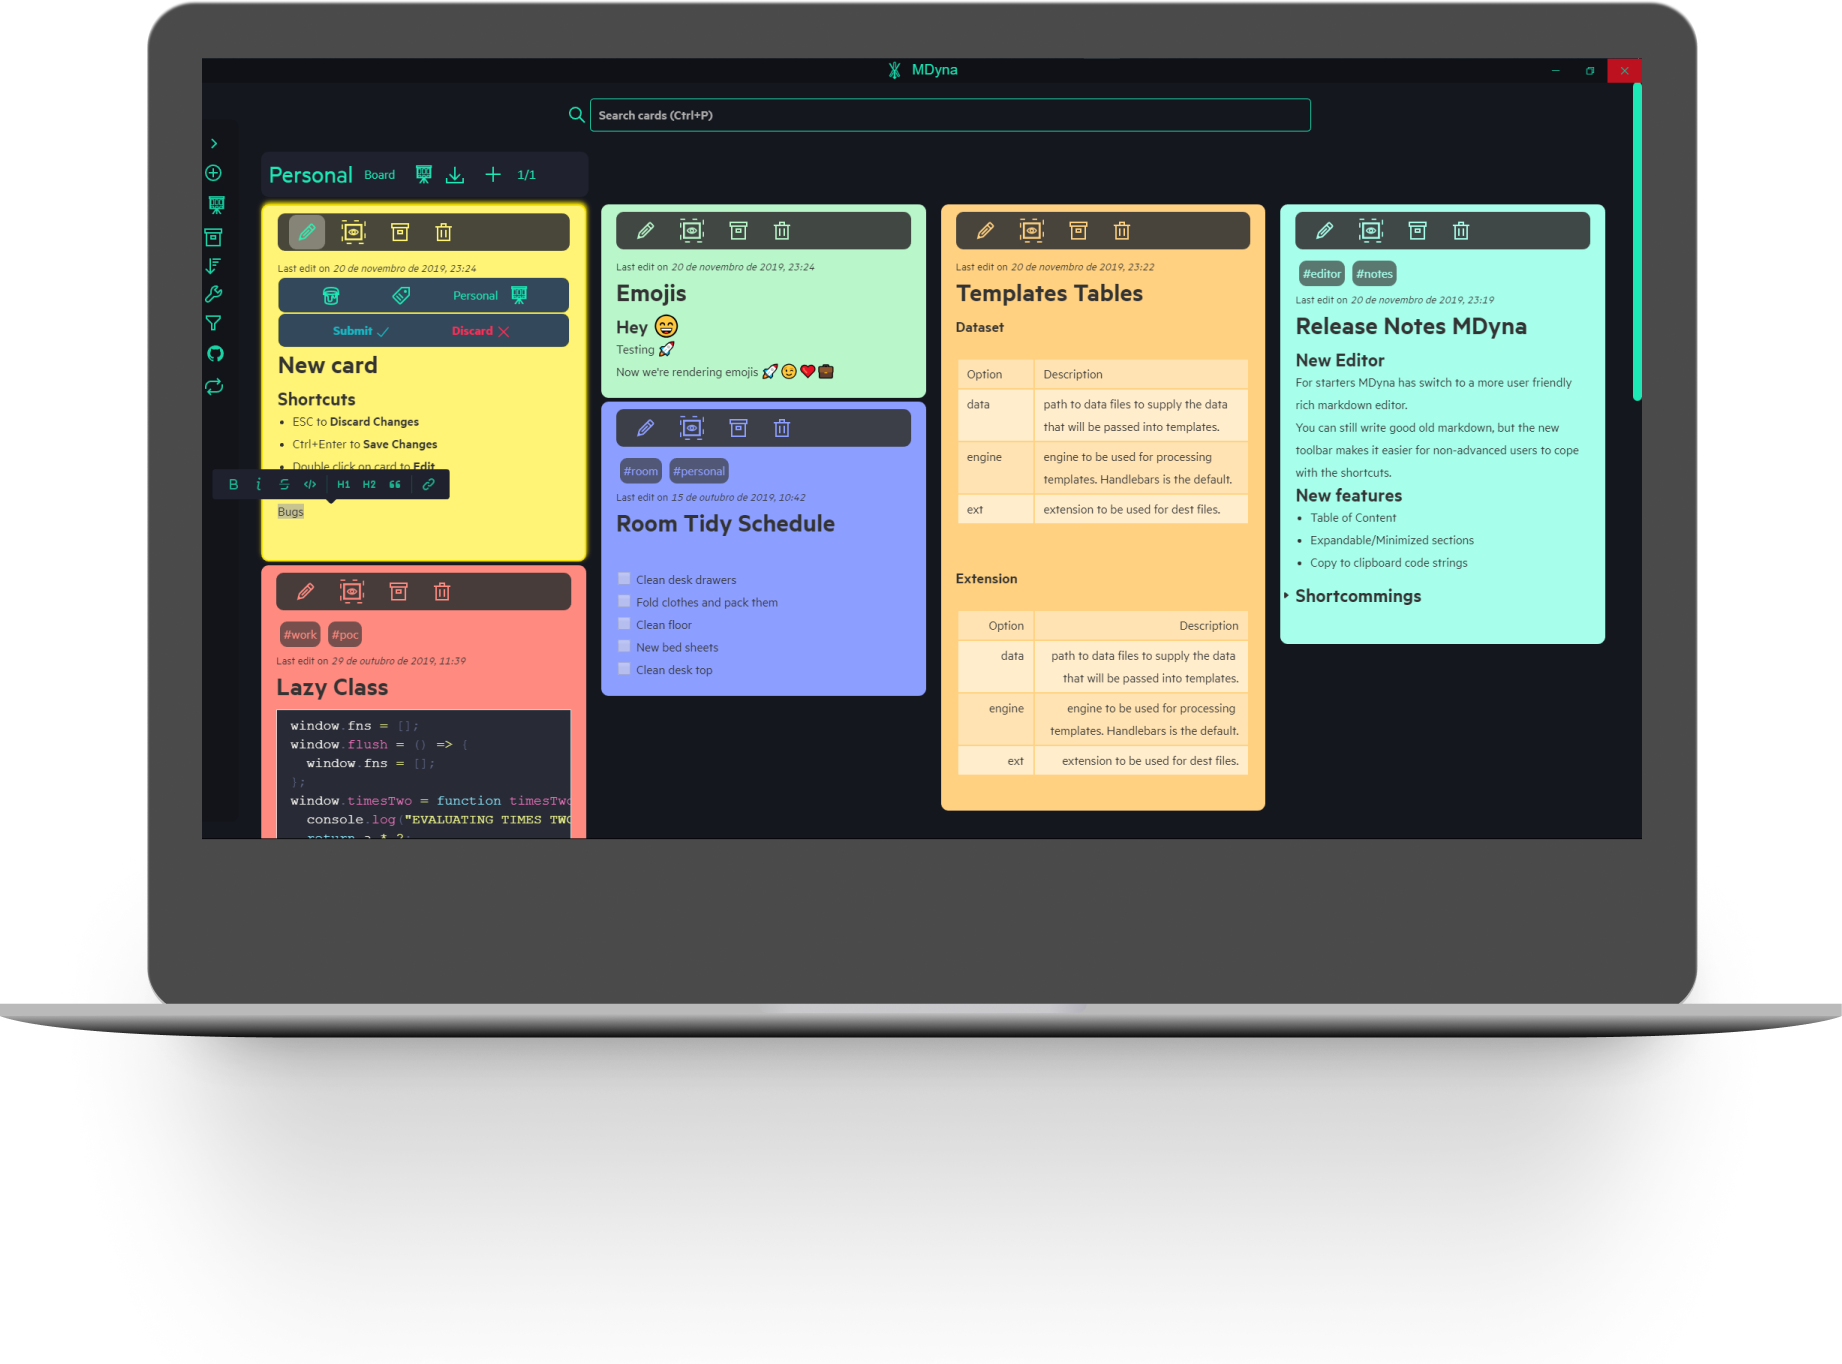 MDyna
Search cards (Ctrl+P)
Personal Board 1/1
Last edit on 20 de novembro de 2019, 23:24
Personal
Submit Discard
New card
Shortcuts
ESC to Discard Changes
Ctrl+Enter to Save Changes
Double click on card to Edit
B i S </> H1 H2
Bugs
#work #poc
Last edit on 29 de outubro de 2019, 11:39
Lazy Class
window.fns = [];
window.flush = () => {
window.fns = [];
};
window.timesTwo = function timesTwo
console.log("EVALUATING TIMES TWO
return a * 2;
Last edit on 20 de novembro de 2019, 23:24
Emojis
Hey 😄
Testing 🚀
Now we're rendering emojis 🚀😉❤️💼
#room #personal
Last edit on 15 de outubro de 2019, 10:42
Room Tidy Schedule
Clean desk drawers
Fold clothes and pack them
Clean floor
New bed sheets
Clean desk top
Last edit on 20 de novembro de 2019, 23:22
Templates Tables
Dataset
Option Description
data path to data files to supply the data
that will be passed into templates.
engine engine to be used for processing
templates. Handlebars is the default.
ext extension to be used for dest files.
Extension
Option Description
data path to data files to supply the data
that will be passed into templates.
engine engine to be used for processing
templates. Handlebars is the default.
ext extension to be used for dest files.
#editor #notes
Last edit on 20 de novembro de 2019, 23:19
Release Notes MDyna
New Editor
For starters MDyna has switch to a more user friendly
rich markdown editor.
You can still write good old markdown, but the new
toolbar makes it easier for non-advanced users to cope
with the shortcuts.
New features
Table of Content
Expandable/Minimized sections
Copy to clipboard code strings
Shortcommings